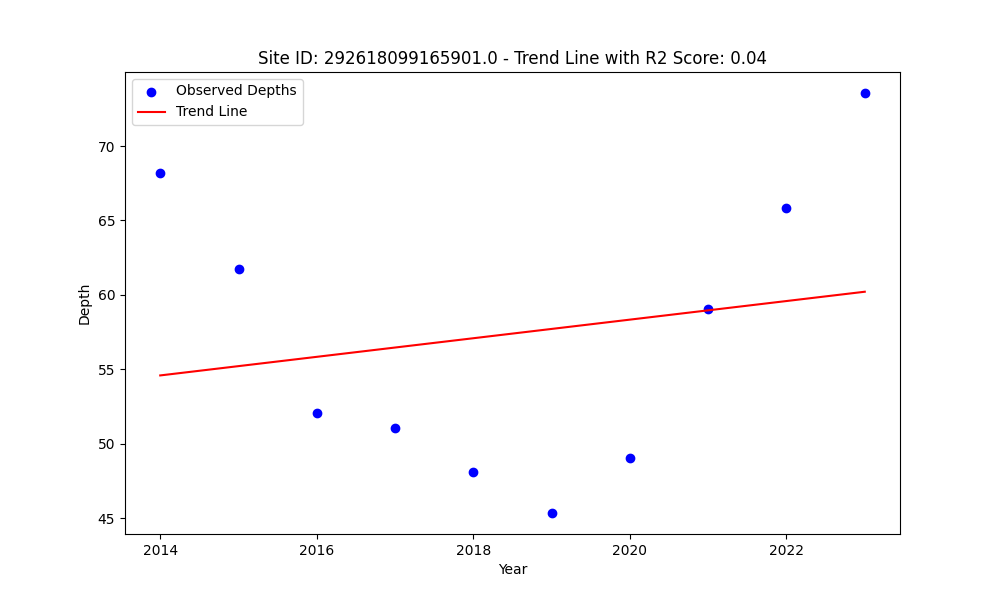 Site ID: 292618099165901.0 - Trend Line with R2 Score: 0.04
Observed Depths
Trend Line
70
65
60
55
50
45
Depth
2014
2016
2018
2020
2022
Year